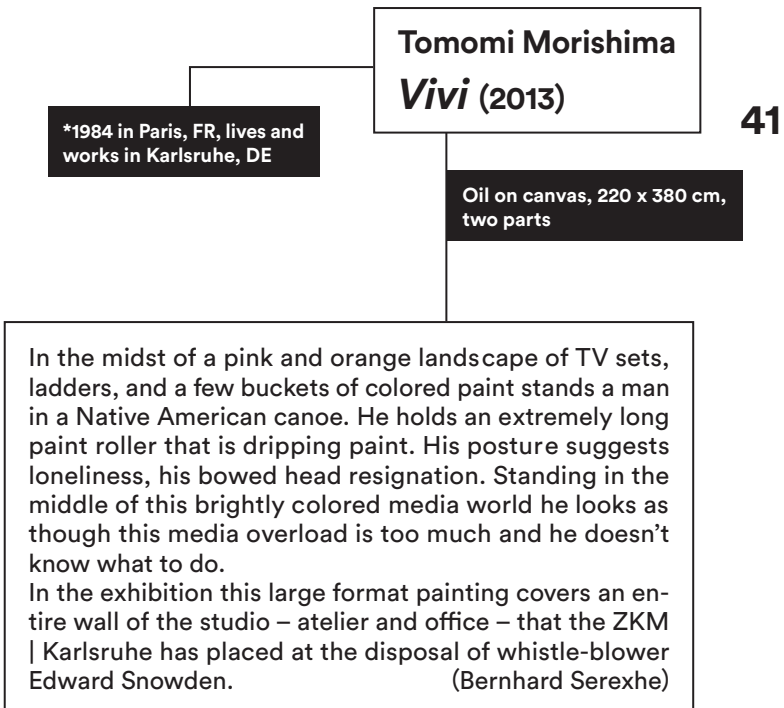 Tomomi Morishima
Vivi (2013)
41
*1984 in Paris, FR, lives and
works in Karlsruhe, DE
Oil on canvas, 220 x 380 cm,
two parts
In the midst of a pink and orange landscape of TV sets,
ladders, and a few buckets of colored paint stands a man
in a Native American canoe. He holds an extremely long
paint roller that is dripping paint. His posture suggests
loneliness, his bowed head resignation. Standing in the
middle of this brightly colored media world he looks as
though this media overload is too much and he doesn’t
know what to do.
In the exhibition this large format painting covers an en-
tire wall of the studio – atelier and office – that the ZKM
| Karlsruhe has placed at the disposal of whistle-blower
Edward Snowden. (Bernhard Serexhe)